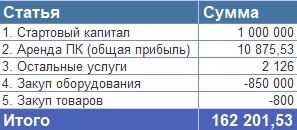 Статья Сумма
1. Стартовый капитал 1 000 000
2. Аренда ПК (общая прибыль) 10 875,53
3. Остальные услуги 2 126
4. Закуп оборудования -850 000
5. Закуп товаров -800
Итого 162 201,53